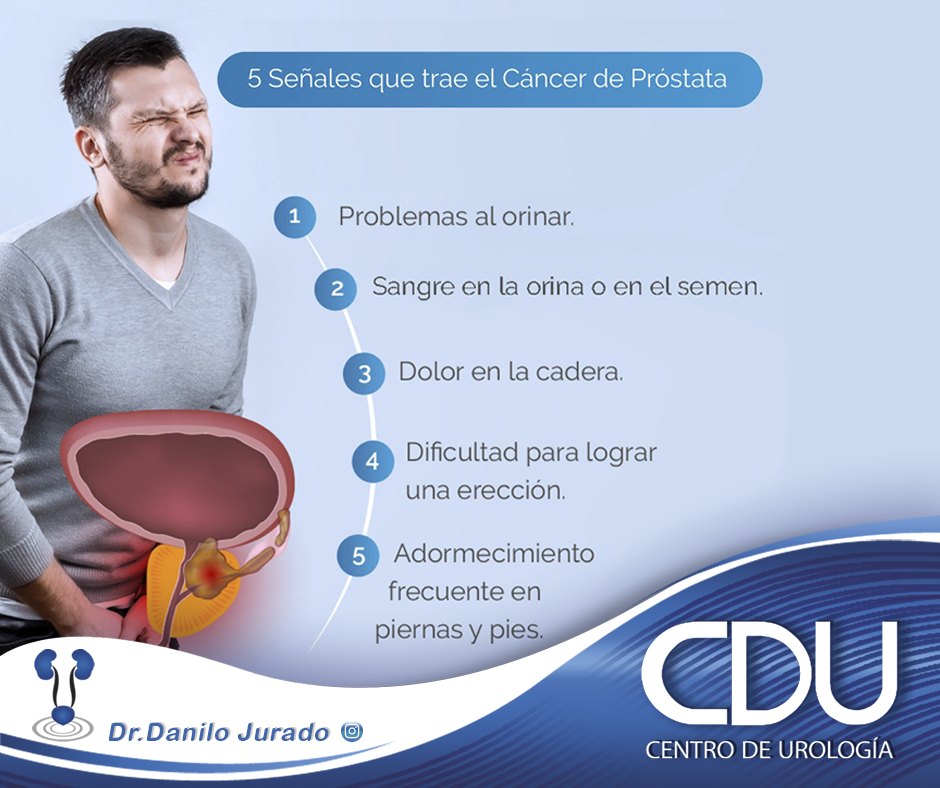 5 Señales que trae el Cáncer de Próstata
1 Problemas al orinar.
2 Sangre en la orina o en el semen.
3 Dolor en la cadera.
4 Dificultad para lograr
una erección.
5 Adormecimiento
frecuente en
piernas y pies.
Dr.Danilo Jurado
CDU
CENTRO DE UROLOGÍA